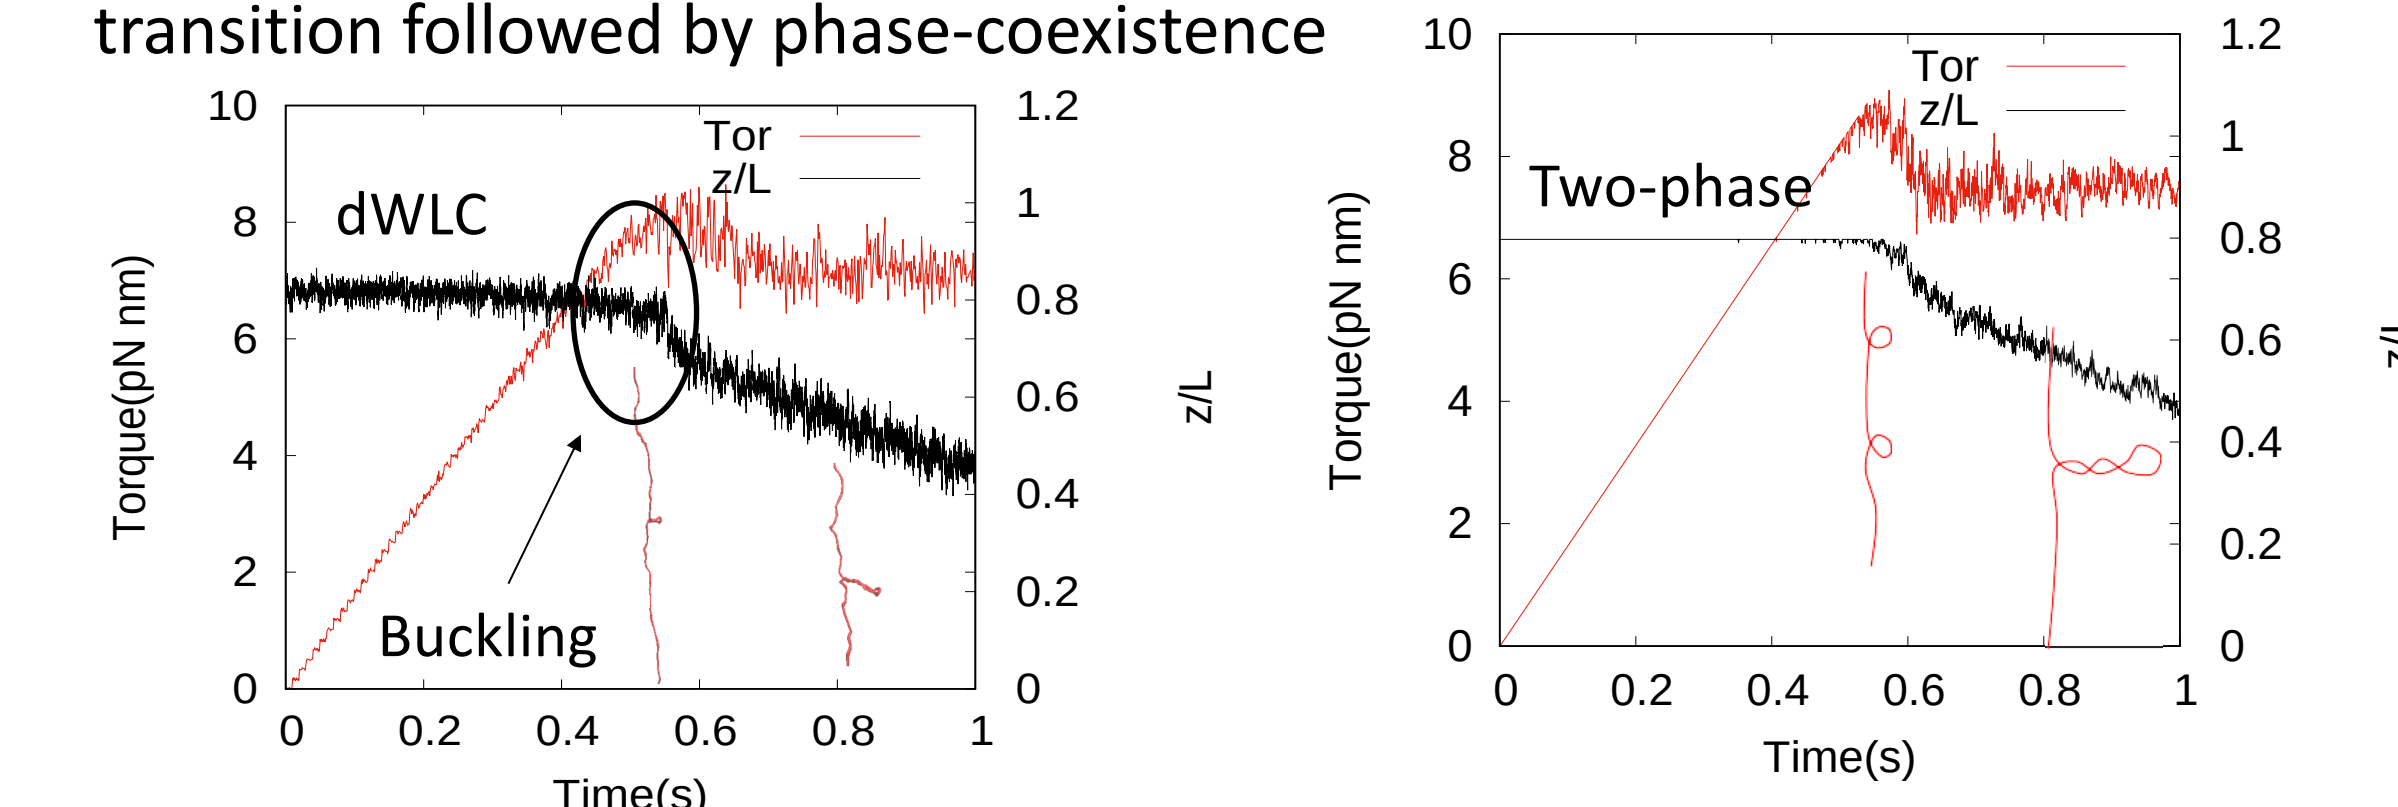 transition followed by phase-coexistence
10
8
6
4
2
0
Torque(pN nm)
dWLC
Tor
z/L
Buckling
1.2
1
0.8
0.6
0.4
0.2
0
z/L
0 0.2 0.4 0.6 0.8 1
Time(s)
10
8
6
4
2
0
Torque(pN nm)
Two-phase
Tor
z/L
1.2
1
0.8
0.6
0.4
0.2
0
z/L
0 0.2 0.4 0.6 0.8 1
Time(s)